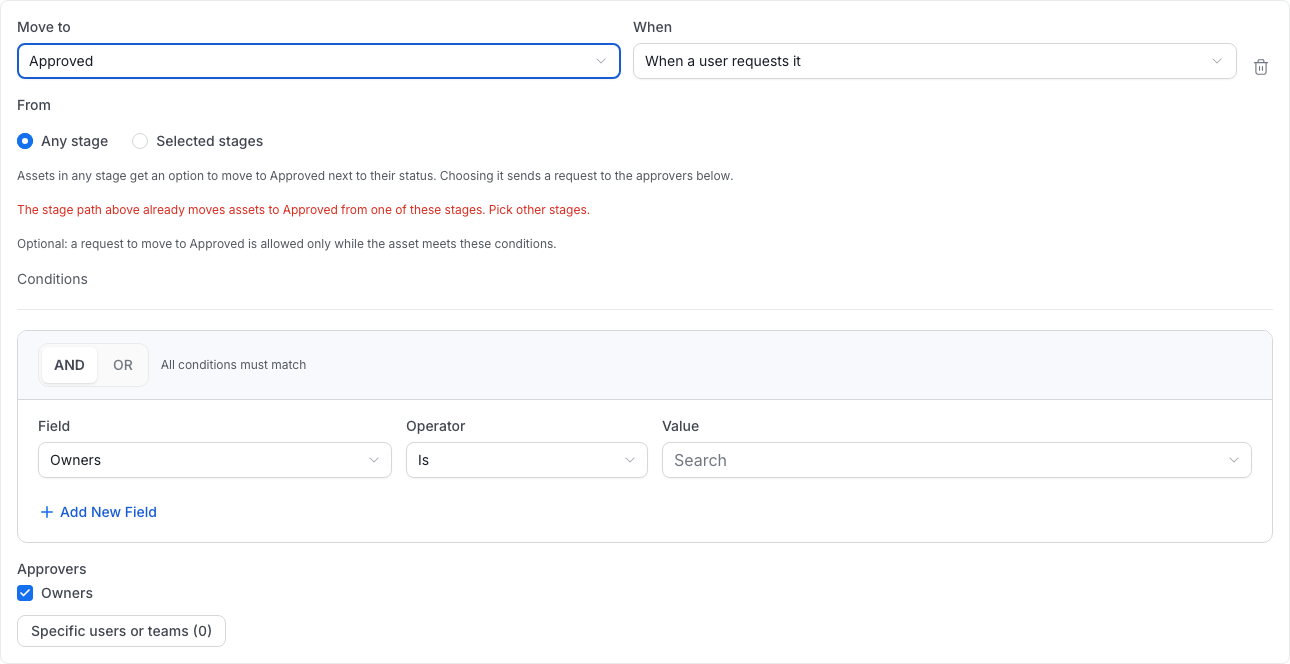 Move to
When
Approved
When a user requests it
From
Any stage
Selected stages
Assets in any stage get an option to move to Approved next to their status. Choosing it sends a request to the approvers below.
The stage path above already moves assets to Approved from one of these stages. Pick other stages.
Optional: a request to move to Approved is allowed only while the asset meets these conditions.
Conditions
AND
OR
All conditions must match
Field
Operator
Value
Owners
Is
Search
Add New Field
Approvers
Owners
Specific users or teams (0)